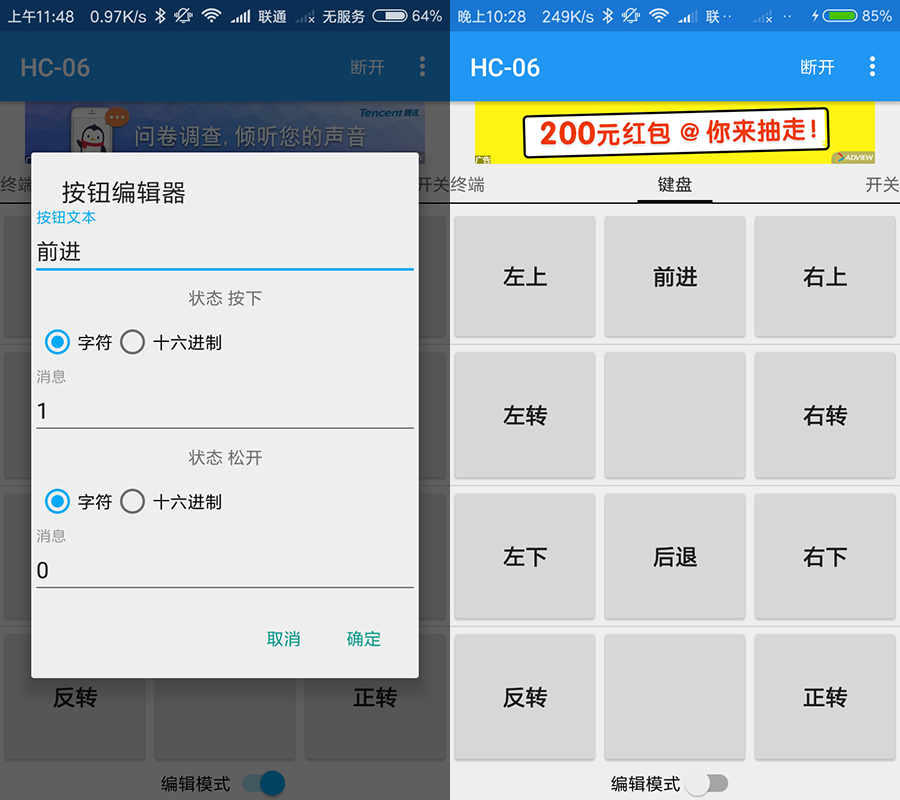 上午11:48 0.97K/s 联通 无服务 64%
HC-06 断开
Tencent 腾讯
问卷调查, 倾听您的声音
终端 开关
按钮编辑器
按钮文本
前进
状态 按下
字符 十六进制
消息
1
状态 松开
字符 十六进制
消息
0
取消 确定
反转 正转
编辑模式
晚上10:28 249K/s 联·· ·· 85%
HC-06 断开
200元红包 @ 你来抽走!
广告 ADVIEW
终端 键盘 开关
左上 前进 右上
左转 右转
左下 后退 右下
反转 正转
编辑模式